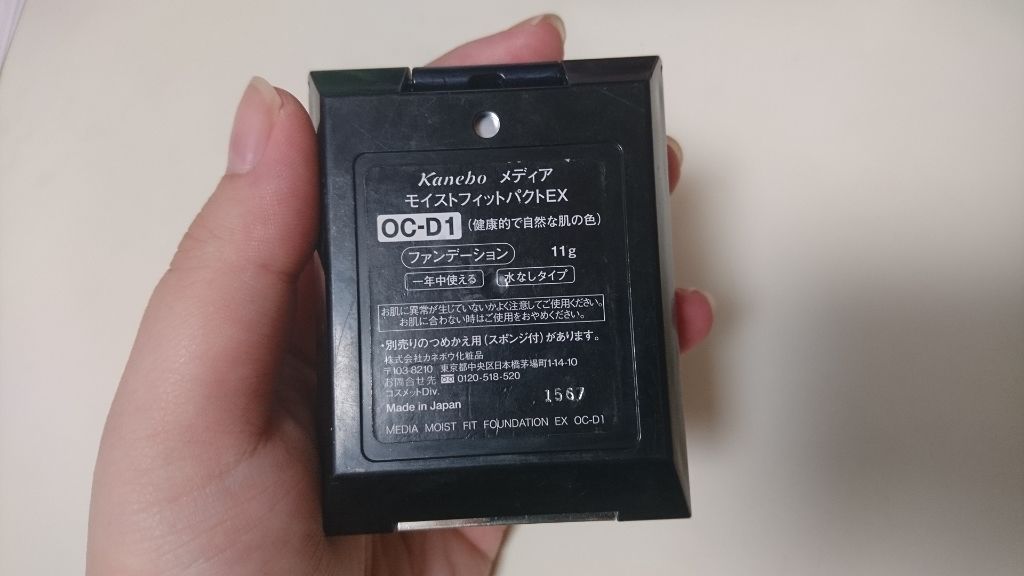 Kanebo メディア
モイストフィットパクトEX
OC-D1 (健康的で自然な肌の色)
ファンデーション 11g
一年中使える 水なしタイプ
お肌に異常が生じていないかよく注意してご使用ください。
お肌に合わない時はご使用をおやめください。
・別売りのつめかえ用(スポンジ付)があります。
株式会社カネボウ化粧品
〒103-8210 東京都中央区日本橋茅場町1-14-10
お問合せ先 0120-518-520
コスメットDiv.
Made in Japan 1567
MEDIA MOIST FIT FOUNDATION EX OC-D1